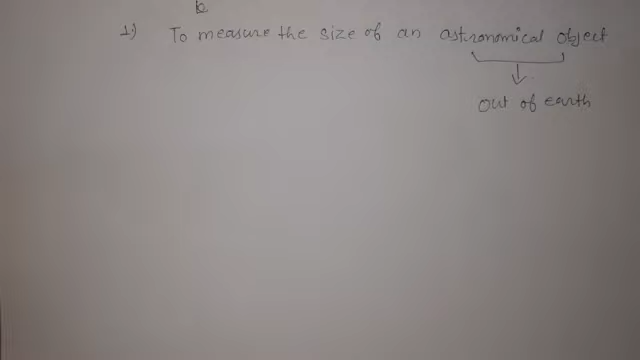 1) To measure the size of an astronomical object
out of earth